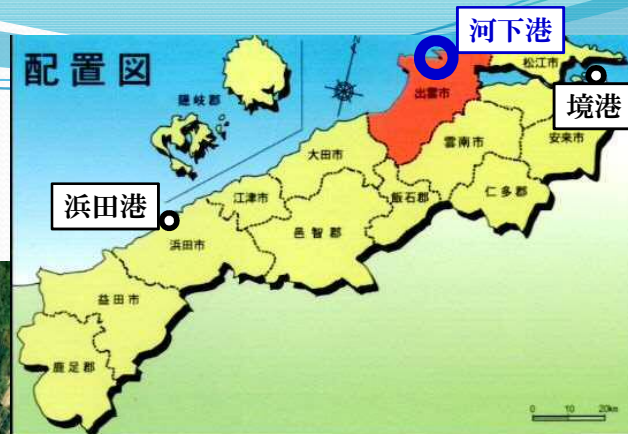 配置図
河下港
境港
浜田港
隠岐郡
松江市
出雲市
安来市
雲南市
大田市
仁多郡
飯石郡
江津市
邑智郡
浜田市
益田市
鹿足郡
N
0 10 20km